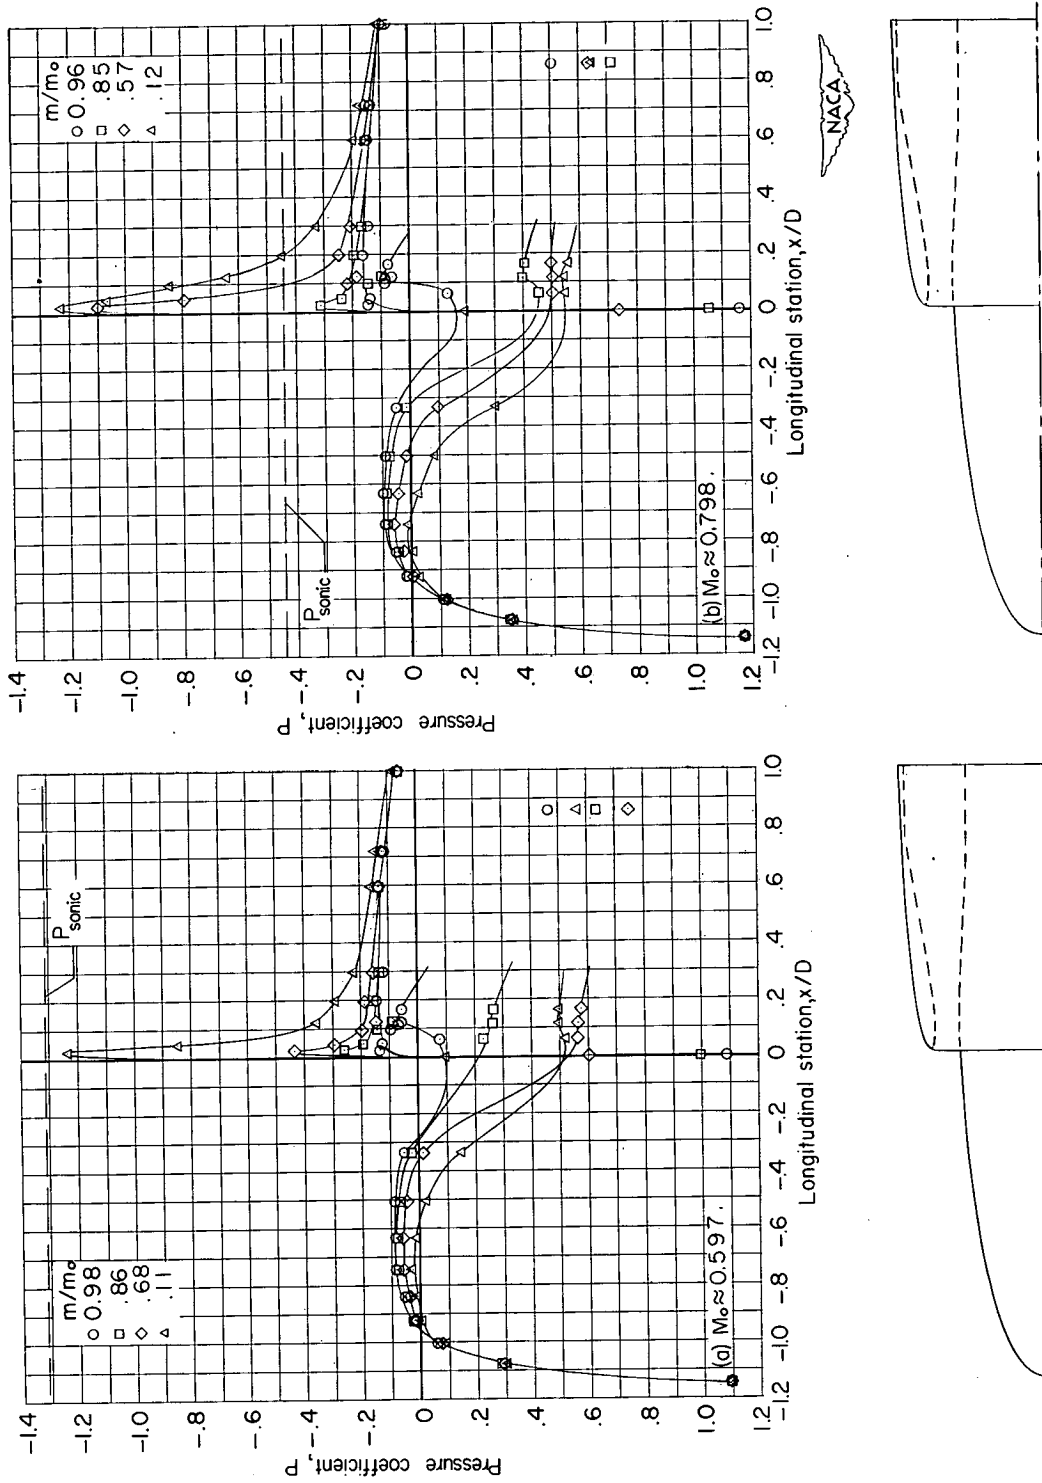 -1.4
-1.2
-1.0
-.8
-.6
-.4
-.2
0
.2
.4
.6
.8
1.0
1.2
Pressure coefficient, P
m/m₀
○ 0.98
□ .86
◇ .68
△ .11
P sonic
(a) M₀ ≈ 0.597.
-1.2 -1.0 -.8 -.6 -.4 -.2 0 .2 .4 .6 .8 1.0
Longitudinal station, x/D
-1.4
-1.2
-1.0
-.8
-.6
-.4
-.2
0
.2
.4
.6
.8
1.0
1.2
Pressure coefficient, P
m/m₀
○ 0.96
□ .85
◇ .57
△ .12
P sonic
(b) M₀ ≈ 0.798.
-1.2 -1.0 -.8 -.6 -.4 -.2 0 .2 .4 .6 .8 1.0
Longitudinal station, x/D
NACA